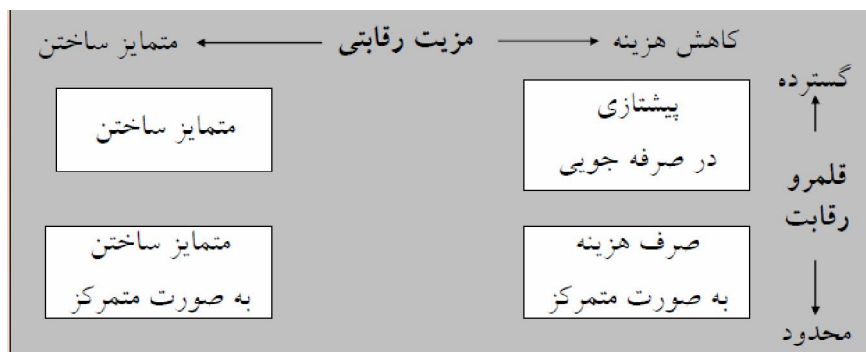 کاهش هزینه مزیت رقابتی متمایز ساختن
گسترده
پیشتازی
در صرفه جویی
متمایز ساختن
قلمرو
رقابت
صرف هزینه
به صورت متمرکز
متمایز ساختن
به صورت متمرکز
محدود